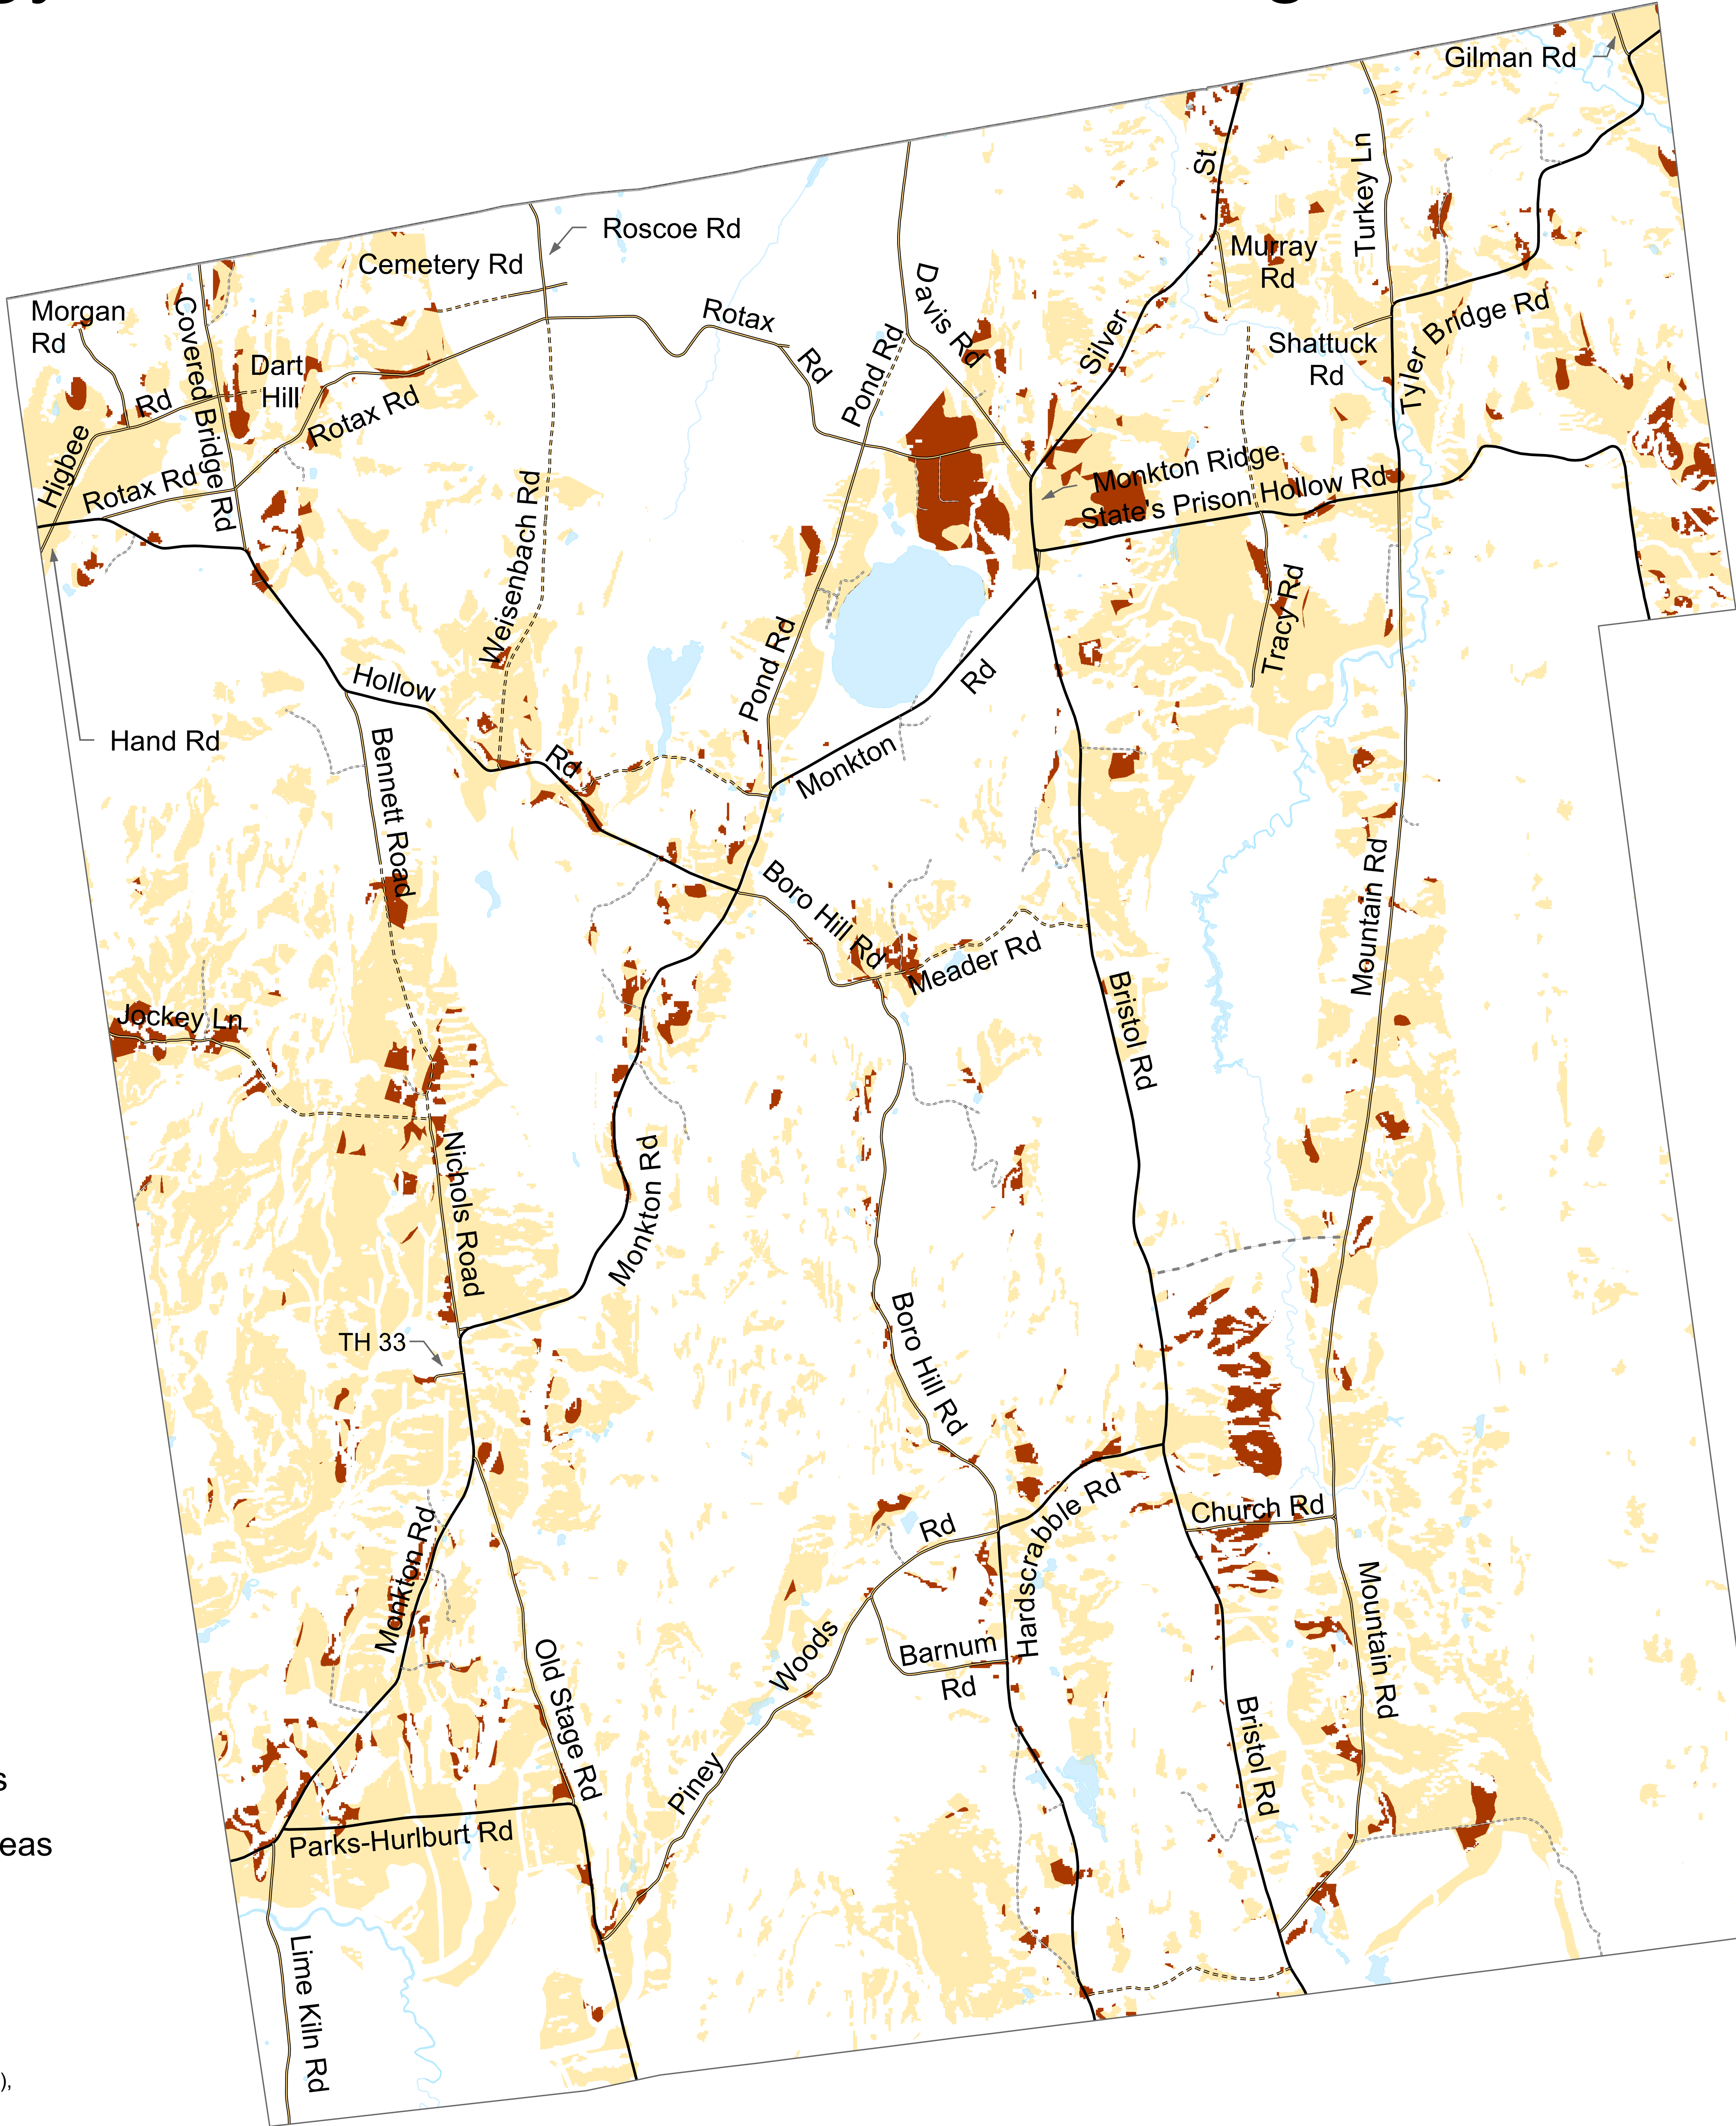 Gilman Rd
St
Turkey Ln
Roscoe Rd
Murray
Rd
Cemetery Rd
Morgan
Rd
Covered Bridge Rd
Rotax
Rd
Davis Rd
Silver
Bridge Rd
Tyler
Shattuck
Rd
Dart
Hill
Pond Rd
Rd
Higbee
Rotax Rd
Rotax Rd
Monkton Ridge
State's Prison Hollow Rd
Weisenbach Rd
Tracy Rd
Pond Rd
Hollow
Rd
Rd
Monkton
Hand Rd
Bennett Road
Boro Hill Rd
Mountain Rd
Meader Rd
Bristol Rd
Jockey Ln
Nichols Road
Monkton Rd
TH 33
Boro Hill Rd
Hardscrabble Rd
Church Rd
Monkton Rd
Rd
Woods
Piney
Barnum
Rd
Mountain Rd
Old Stage Rd
Bristol Rd
s
eas
Parks-Hurlburt Rd
Lime Kiln Rd
),